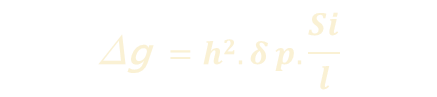 Δg = h². δ p. Si/l